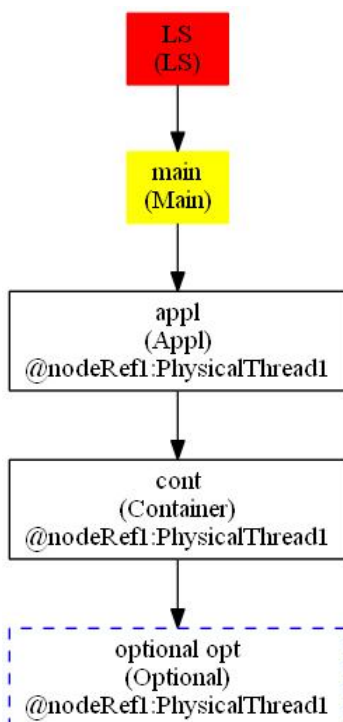 LS
(LS)
main
(Main)
appl
(Appl)
@nodeRef1:PhysicalThread1
cont
(Container)
@nodeRef1:PhysicalThread1
optional opt
(Optional)
@nodeRef1:PhysicalThread1